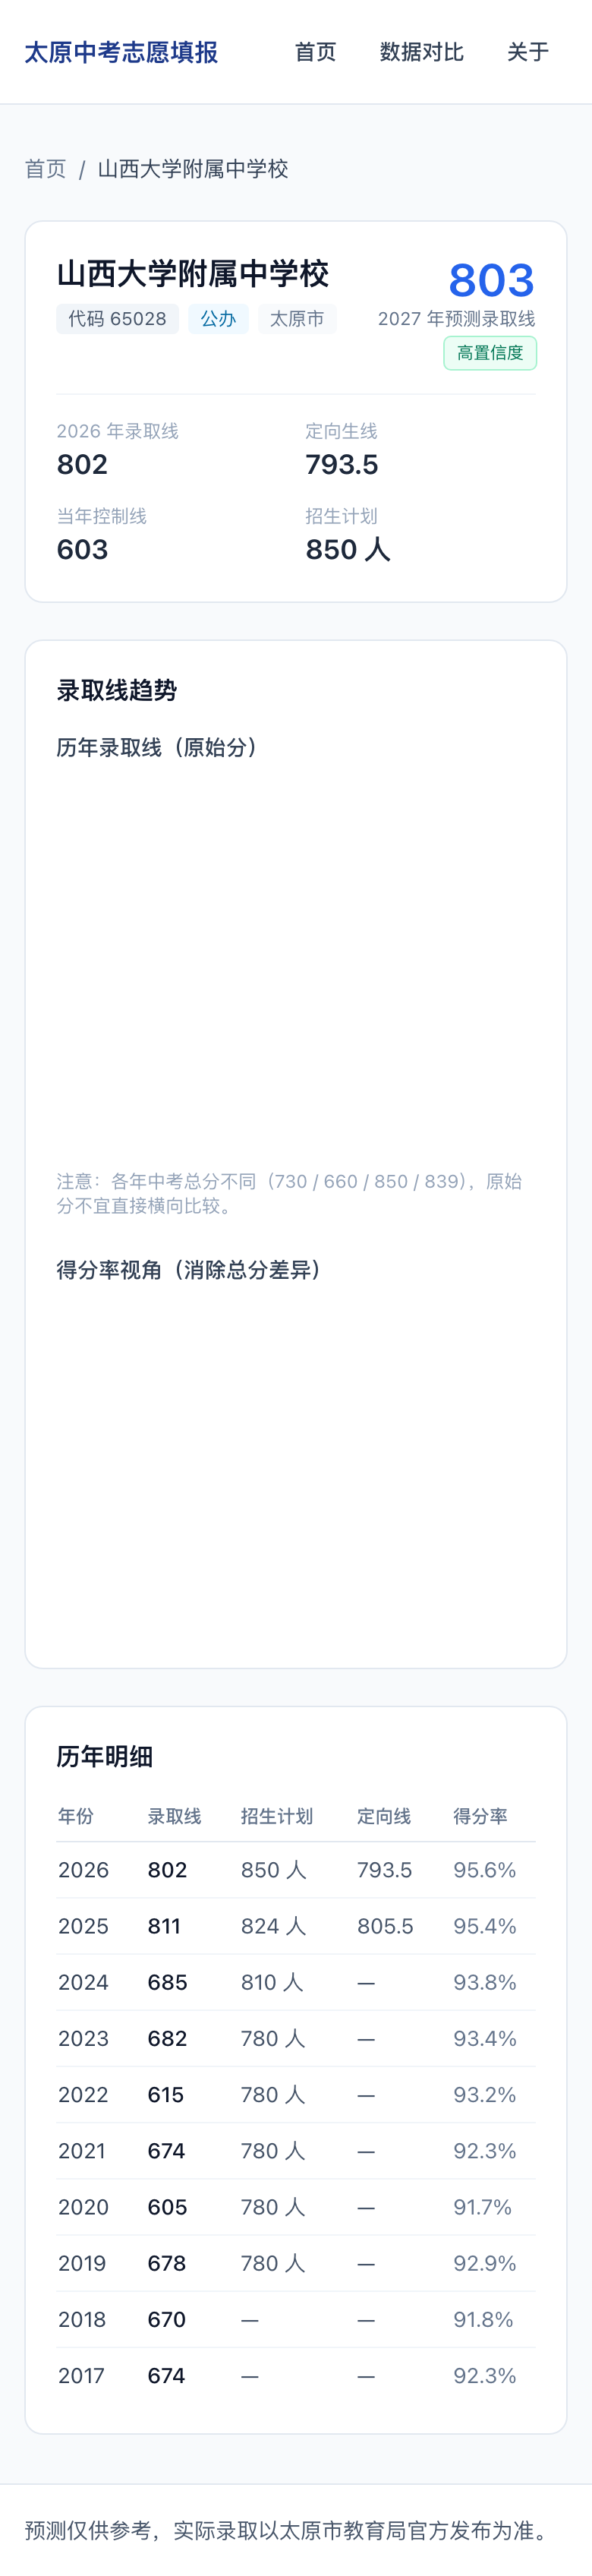 太原中考志愿填报 首页 数据对比 关于
首页 / 山西大学附属中学校
山西大学附属中学校
代码 65028 公办 太原市
803
2027 年预测录取线
高置信度
2026 年录取线
802
定向生线
793.5
当年控制线
603
招生计划
850 人
录取线趋势
历年录取线（原始分）
注意：各年中考总分不同（730 / 660 / 850 / 839），原始
分不宜直接横向比较。
得分率视角（消除总分差异）
历年明细
年份 录取线 招生计划 定向线 得分率
2026 802 850 人 793.5 95.6%
2025 811 824 人 805.5 95.4%
2024 685 810 人 — 93.8%
2023 682 780 人 — 93.4%
2022 615 780 人 — 93.2%
2021 674 780 人 — 92.3%
2020 605 780 人 — 91.7%
2019 678 780 人 — 92.9%
2018 670 — — 91.8%
2017 674 — — 92.3%
预测仅供参考，实际录取以太原市教育局官方发布为准。